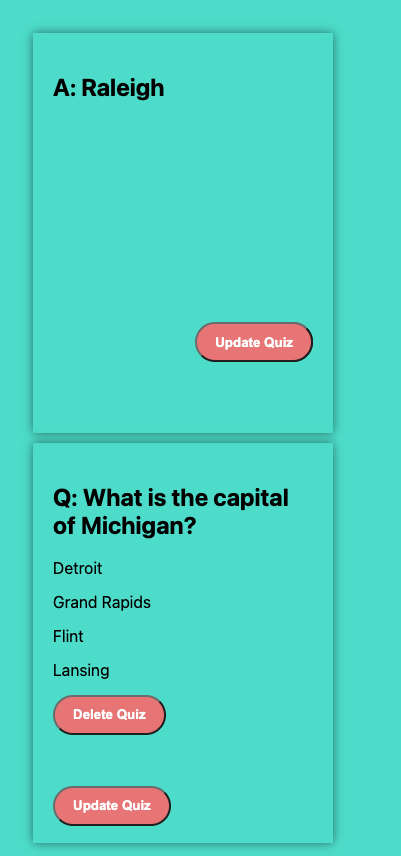 A: Raleigh
Update Quiz
Q: What is the capital
of Michigan?
Detroit
Grand Rapids
Flint
Lansing
Delete Quiz
Update Quiz